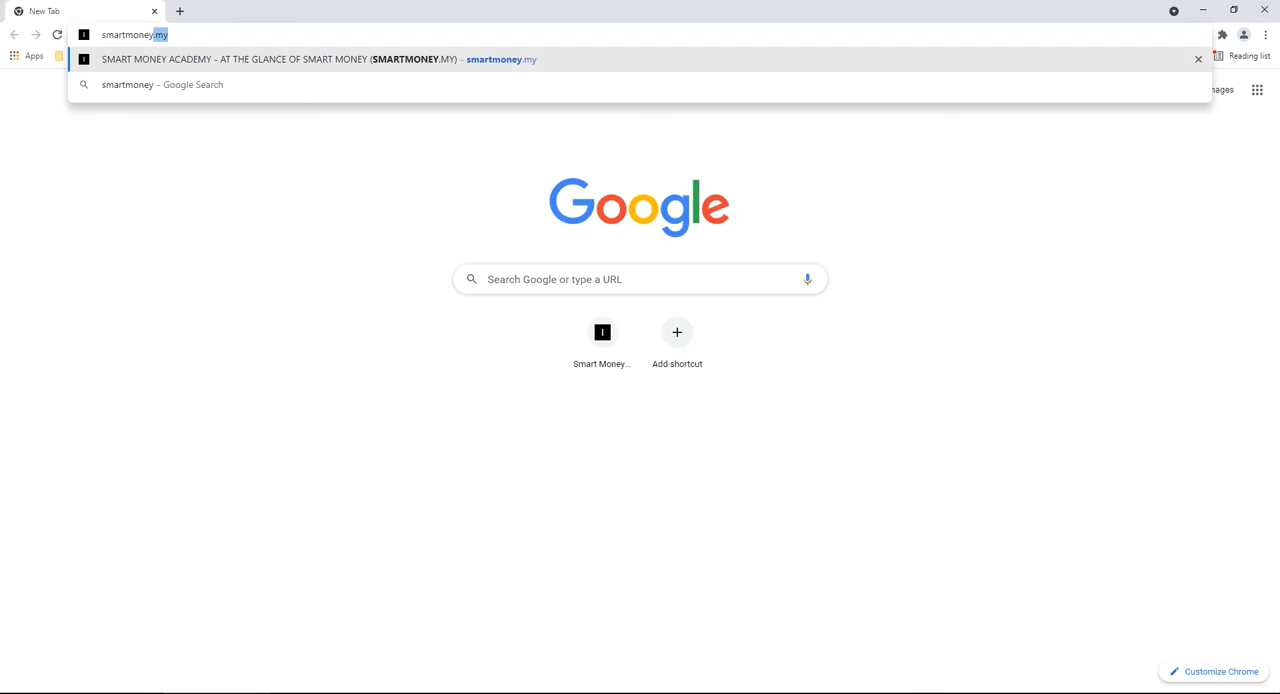 New Tab
smartmoney.my
SMART MONEY ACADEMY - AT THE GLANCE OF SMART MONEY (SMARTMONEY.MY) - smartmoney.my
smartmoney - Google Search
Apps
Reading list
Google
Search Google or type a URL
Smart Money...
Add shortcut
Customize Chrome